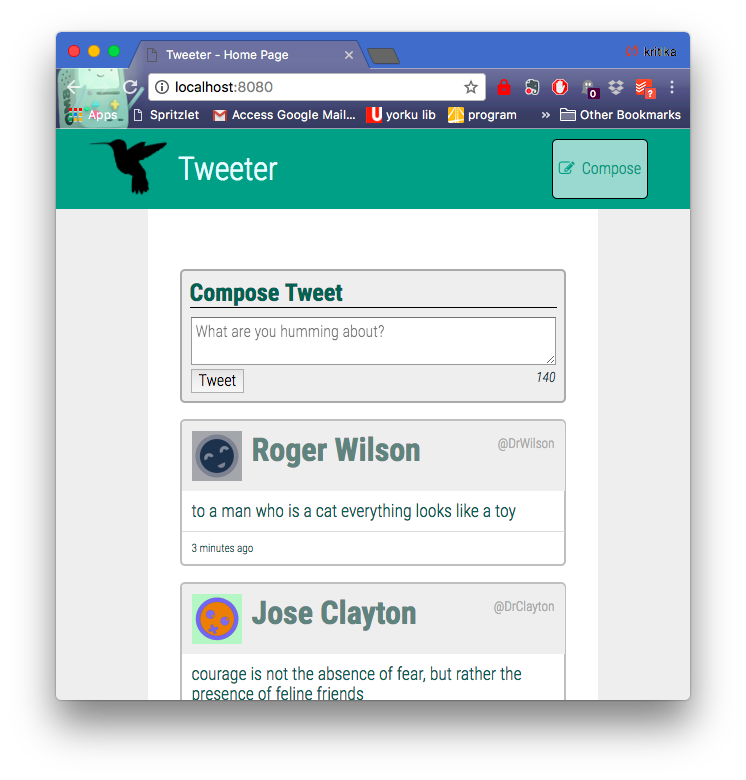 Tweeter - Home Page
kritika
localhost:8080
0
?
Apps
Spritzlet
Access Google Mail...
yorku lib
program
»
Other Bookmarks
Tweeter
Compose
Compose Tweet
What are you humming about?
Tweet
140
Roger Wilson
@DrWilson
to a man who is a cat everything looks like a toy
3 minutes ago
Jose Clayton
@DrClayton
courage is not the absence of fear, but rather the
presence of feline friends